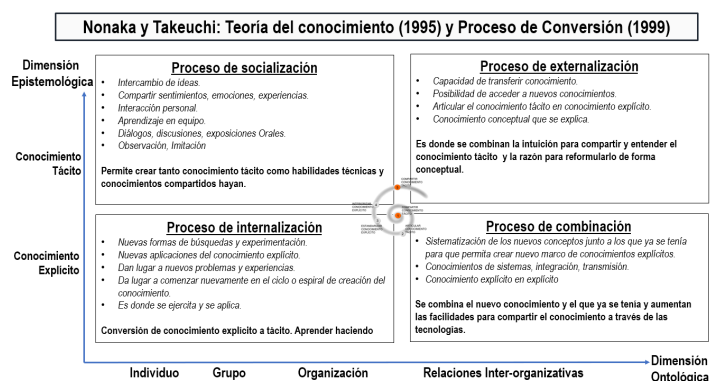 Nonaka y Takeuchi: Teoría del conocimiento (1995) y Proceso de Conversión (1999)
Dimensión
Epistemológica
Proceso de socialización
• Intercambio de ideas.
• Compartir sentimientos, emociones, experiencias.
• Interacción personal.
• Aprendizaje en equipo.
• Diálogos, discusiones, exposiciones Orales.
• Observación, Imitación
Permite crear tanto conocimiento tácito como habilidades técnicas y
conocimientos compartidos hayan.
Proceso de externalización
• Capacidad de transferir conocimiento.
• Posibilidad de acceder a nuevos conocimientos.
• Articular el conocimiento tácito en conocimiento explícito.
• Conocimiento conceptual que se explica.
Es donde se combinan la intuición para compartir y entender el
conocimiento tácito y la razón para reformularlo de forma
conceptual.
Conocimiento
Tácito
Conocimiento
Explicito
Proceso de internalización
• Nuevas formas de búsquedas y experimentación.
• Nuevas aplicaciones del conocimiento explícito.
• Dan lugar a nuevos problemas y experiencias.
• Da lugar a comenzar nuevamente en el ciclo o espiral de creación del
conocimiento.
• Es donde se ejercita y se aplica.
Conversión de conocimiento explicito a tácito. Aprender haciendo
Proceso de combinación
• Sistematización de los nuevos conceptos junto a los que ya se tenía
para que permita crear nuevo marco de conocimientos explícitos.
• Conocimientos de sistemas, integración, transmisión.
• Conocimiento explícito en explícito
Se combina el nuevo conocimiento y el que ya se tenía y aumentan
las facilidades para compartir el conocimiento a través de las
tecnologías.
Individuo Grupo Organización Relaciones Inter-organizativas
Dimensión
Ontológica